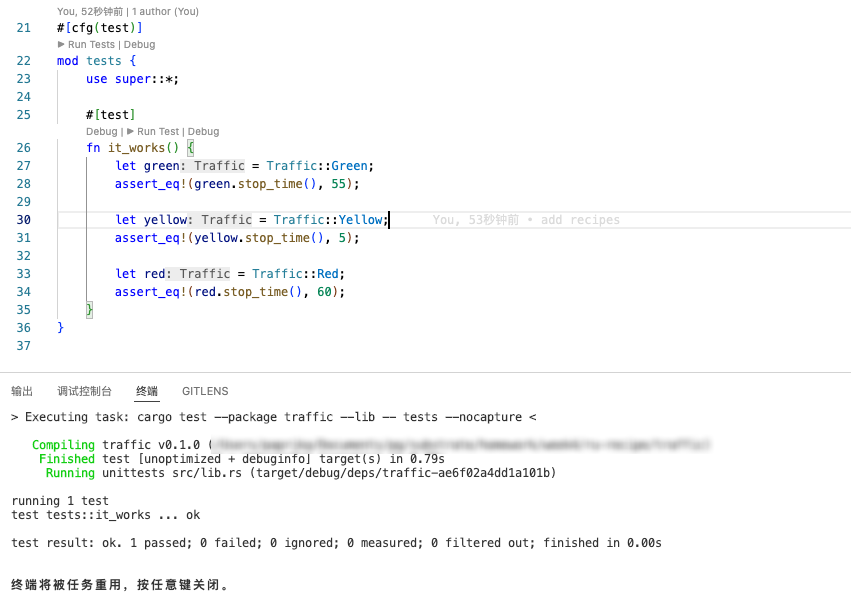 You, 52秒钟前 | 1 author (You)
21 #[cfg(test)]
▶ Run Tests | Debug
22 mod tests {
23 use super::*;
24
25 #[test]
Debug | ▶ Run Test | Debug
26 fn it_works() {
27 let green: Traffic = Traffic::Green;
28 assert_eq!(green.stop_time(), 55);
29
30 let yellow: Traffic = Traffic::Yellow; You, 53秒钟前 • add recipes
31 assert_eq!(yellow.stop_time(), 5);
32
33 let red: Traffic = Traffic::Red;
34 assert_eq!(red.stop_time(), 60);
35 }
36 }
37
输出 调试控制台 终端 GITLENS
> Executing task: cargo test --package traffic --lib -- tests --nocapture <
Compiling traffic v0.1.0 (
Finished test [unoptimized + debuginfo] target(s) in 0.79s
Running unittests src/lib.rs (target/debug/deps/traffic-ae6f02a4dd1a101b)
running 1 test
test tests::it_works ... ok
test result: ok. 1 passed; 0 failed; 0 ignored; 0 measured; 0 filtered out; finished in 0.00s
终端将被任务重用，按任意键关闭。